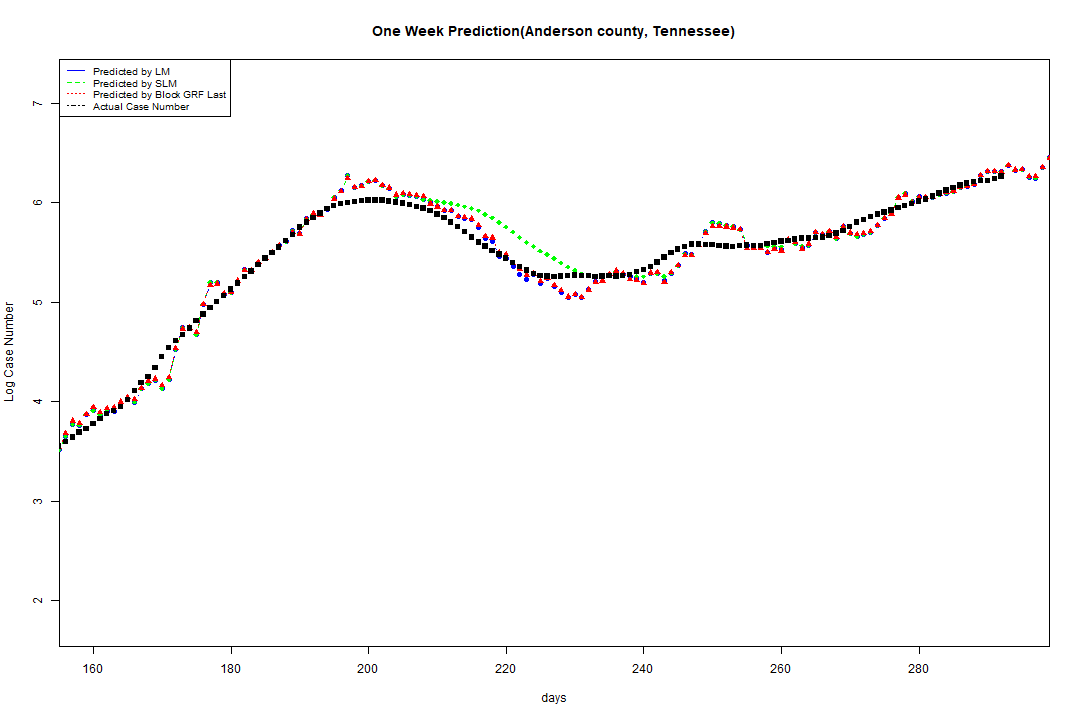 One Week Prediction(Anderson county, Tennessee)
Predicted by LM
Predicted by SLM
Predicted by Block GRF Last
Actual Case Number
7
6
5
4
3
2
Log Case Number
160 180 200 220 240 260 280
days